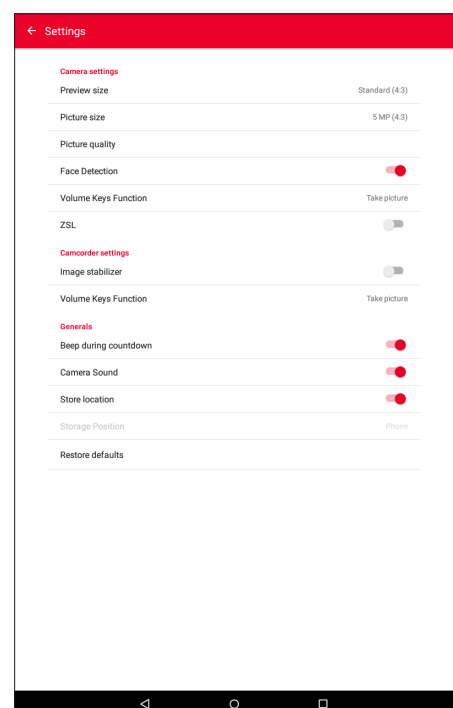 Settings
Camera settings
Preview size Standard (4:3)
Picture size 5 MP (4:3)
Picture quality
Face Detection
Volume Keys Function Take picture
ZSL
Camcorder settings
Image stabilizer
Volume Keys Function Take picture
Generals
Beep during countdown
Camera Sound
Store location
Storage Position Phone
Restore defaults